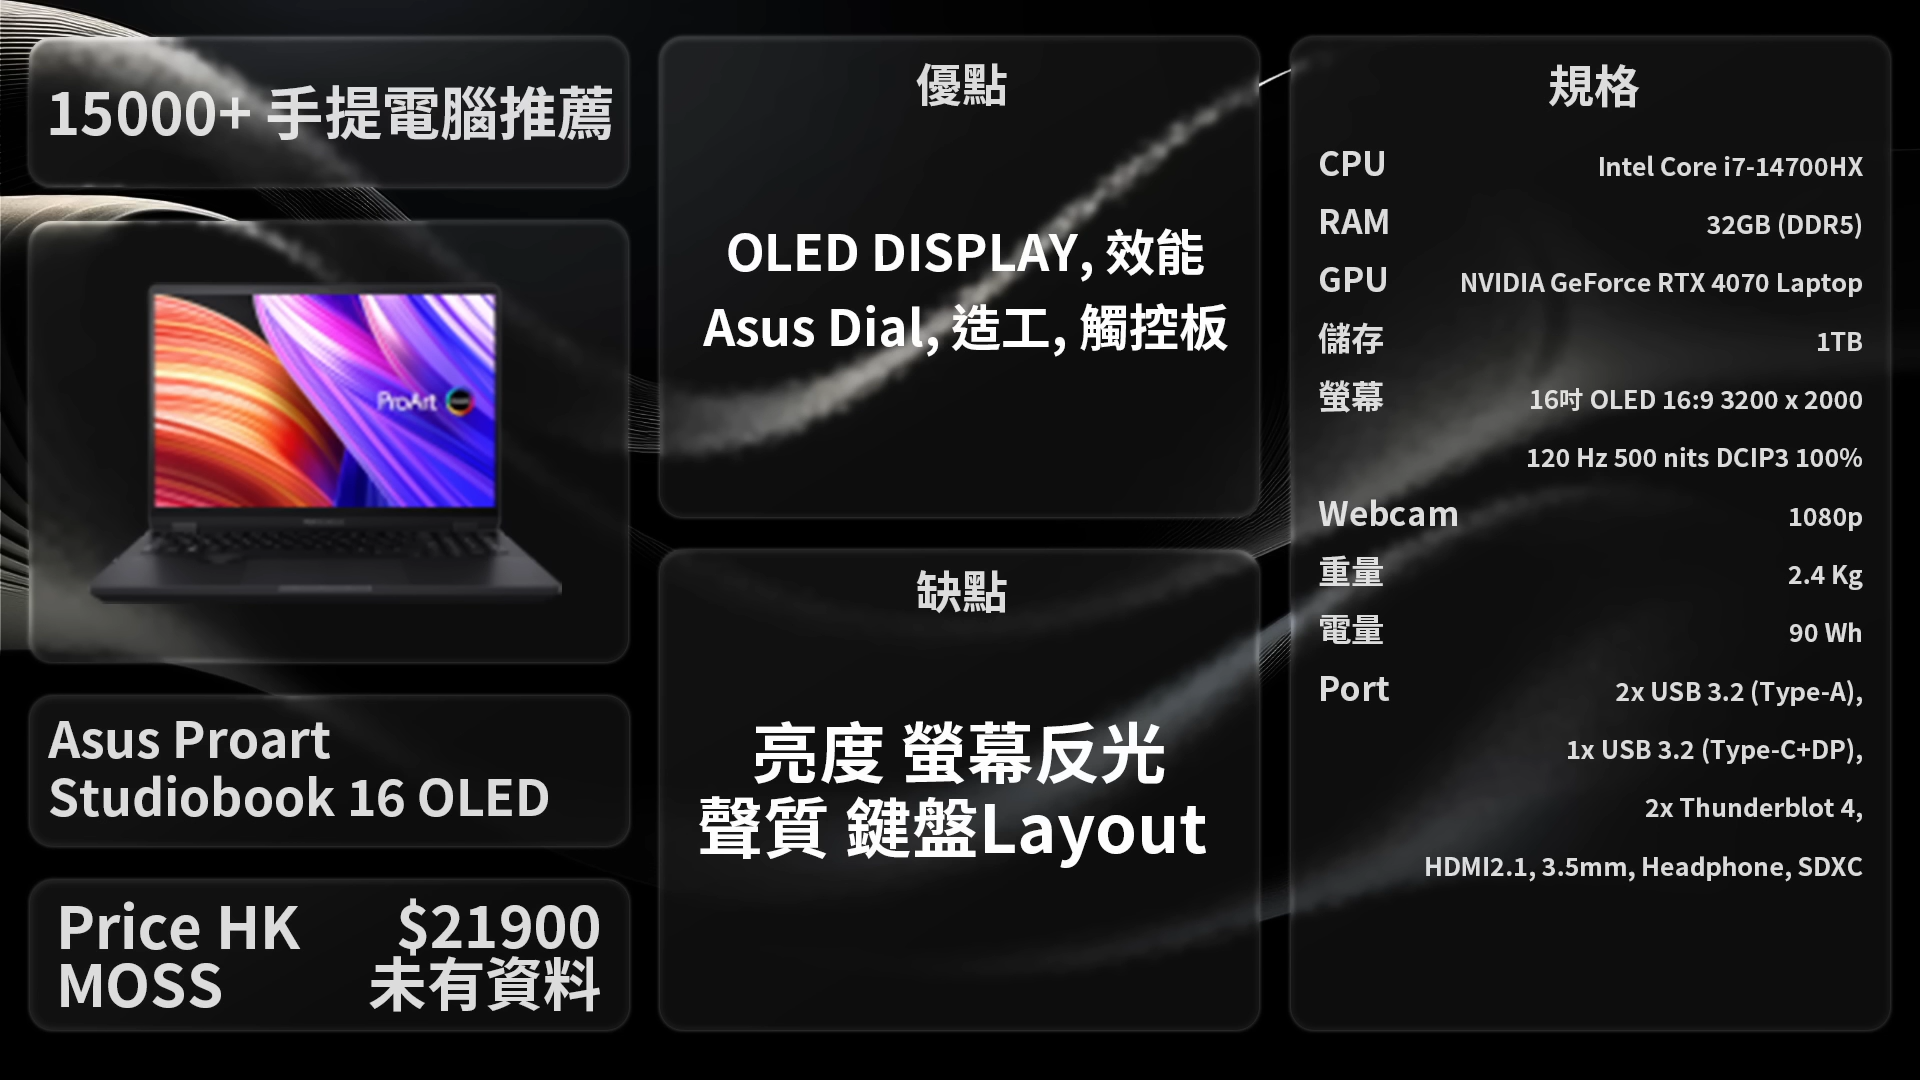 15000+ 手提電腦推薦
ProArt
Asus Proart
Studiobook 16 OLED
Price HK $21900
MOSS 未有資料
優點
OLED DISPLAY, 效能
Asus Dial, 造工, 觸控板
缺點
亮度 螢幕反光
聲質 鍵盤Layout
規格
CPU Intel Core i7-14700HX
RAM 32GB (DDR5)
GPU NVIDIA GeForce RTX 4070 Laptop
儲存 1TB
螢幕 16吋 OLED 16:9 3200 x 2000
120 Hz 500 nits DCIP3 100%
Webcam 1080p
重量 2.4 Kg
電量 90 Wh
Port 2x USB 3.2 (Type-A),
1x USB 3.2 (Type-C+DP),
2x Thunderblot 4,
HDMI2.1, 3.5mm, Headphone, SDXC